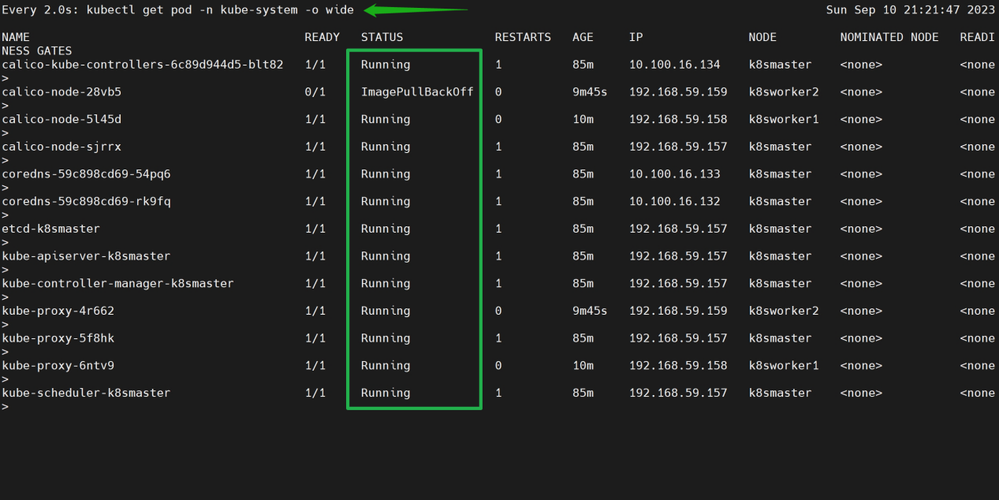 Every 2.0s: kubectl get pod -n kube-system -o wide Sun Sep 10 21:21:47 2023
NAME READY STATUS RESTARTS AGE IP NODE NOMINATED NODE READI
NESS GATES
calico-kube-controllers-6c89d944d5-blt82 1/1 Running 1 85m 10.100.16.134 k8smaster <none> <none
>
calico-node-28vb5 0/1 ImagePullBackOff 0 9m45s 192.168.59.159 k8sworker2 <none> <none
>
calico-node-5l45d 1/1 Running 0 10m 192.168.59.158 k8sworker1 <none> <none
>
calico-node-sjrrx 1/1 Running 1 85m 192.168.59.157 k8smaster <none> <none
>
coredns-59c898cd69-54pq6 1/1 Running 1 85m 10.100.16.133 k8smaster <none> <none
>
coredns-59c898cd69-rk9fq 1/1 Running 1 85m 10.100.16.132 k8smaster <none> <none
>
etcd-k8smaster 1/1 Running 1 85m 192.168.59.157 k8smaster <none> <none
>
kube-apiserver-k8smaster 1/1 Running 1 85m 192.168.59.157 k8smaster <none> <none
>
kube-controller-manager-k8smaster 1/1 Running 1 85m 192.168.59.157 k8smaster <none> <none
>
kube-proxy-4r662 1/1 Running 0 9m45s 192.168.59.159 k8sworker2 <none> <none
>
kube-proxy-5f8hk 1/1 Running 1 85m 192.168.59.157 k8smaster <none> <none
>
kube-proxy-6ntv9 1/1 Running 0 10m 192.168.59.158 k8sworker1 <none> <none
>
kube-scheduler-k8smaster 1/1 Running 1 85m 192.168.59.157 k8smaster <none> <none
>